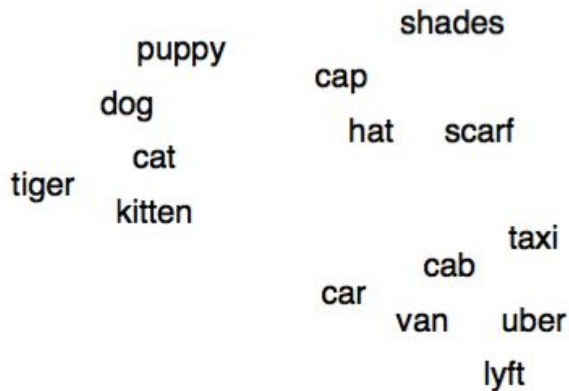 shades
puppy
cap
dog
hat scarf
cat
tiger
kitten
taxi
cab
car
van uber
lyft